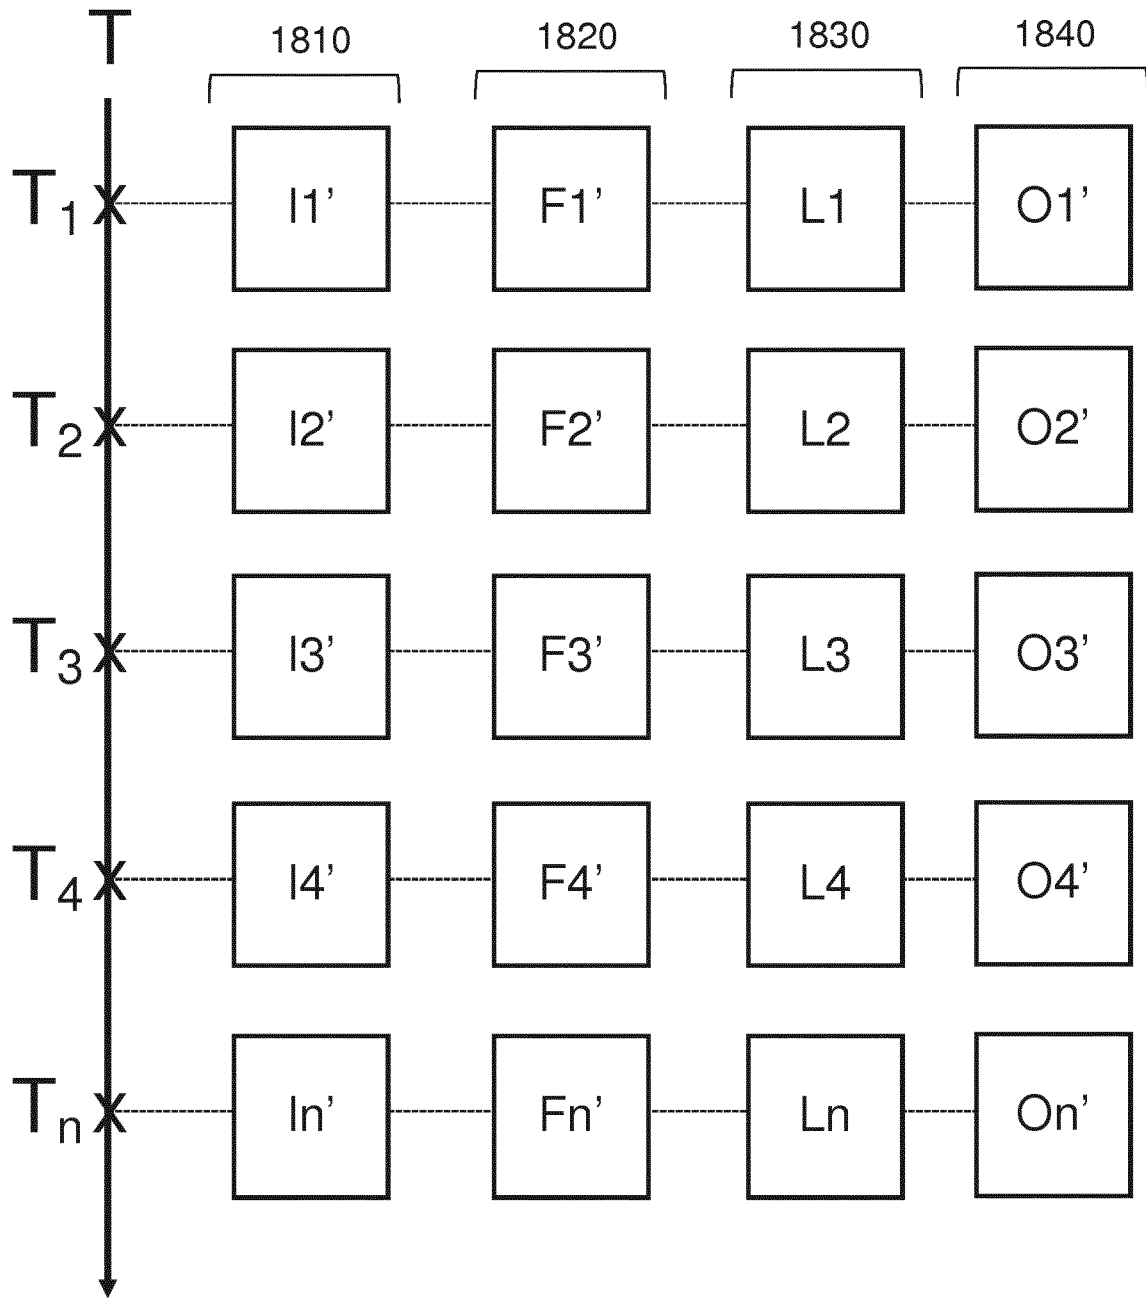 T 1810 1820 1830 1840
T1 I1’ F1’ L1 O1’
T2 I2’ F2’ L2 O2’
T3 I3’ F3’ L3 O3’
T4 I4’ F4’ L4 O4’
Tn In’ Fn’ Ln On’